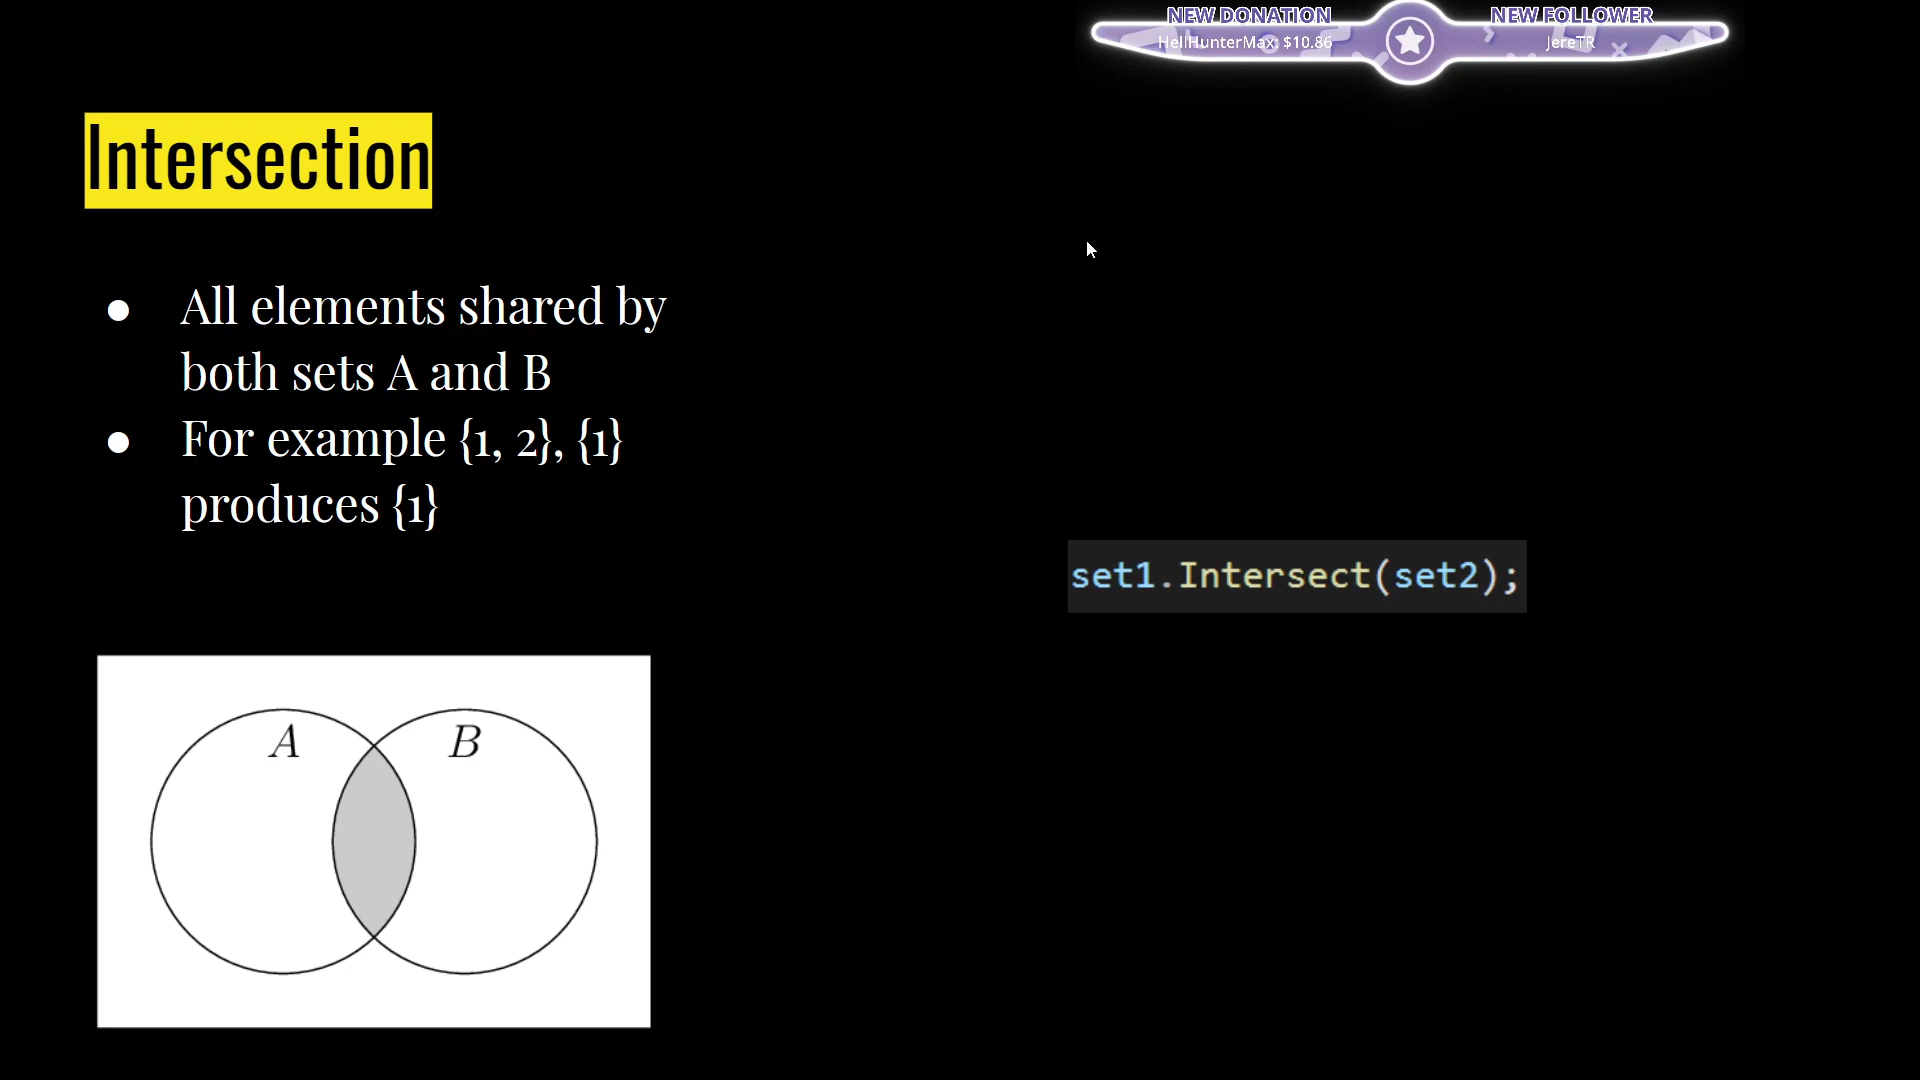 NEW DONATION
HellHunterMax: $10.86
NEW FOLLOWER
JereTR
Intersection
● All elements shared by
both sets A and B
● For example {1, 2}, {1}
produces {1}
set1.Intersect(set2);
A
B